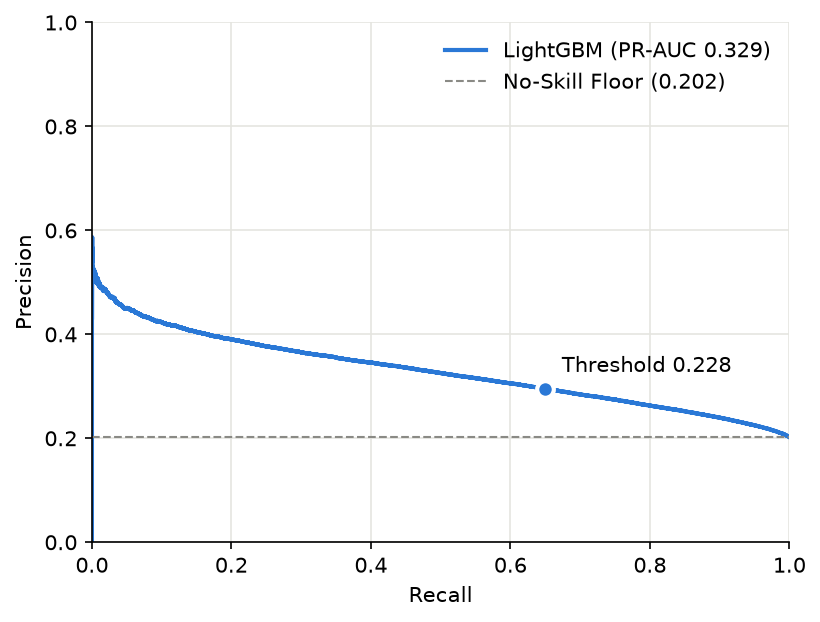 1.0
0.8
0.6
0.4
0.2
0.0
Precision
LightGBM (PR-AUC 0.329)
No-Skill Floor (0.202)
Threshold 0.228
0.0 0.2 0.4 0.6 0.8 1.0
Recall